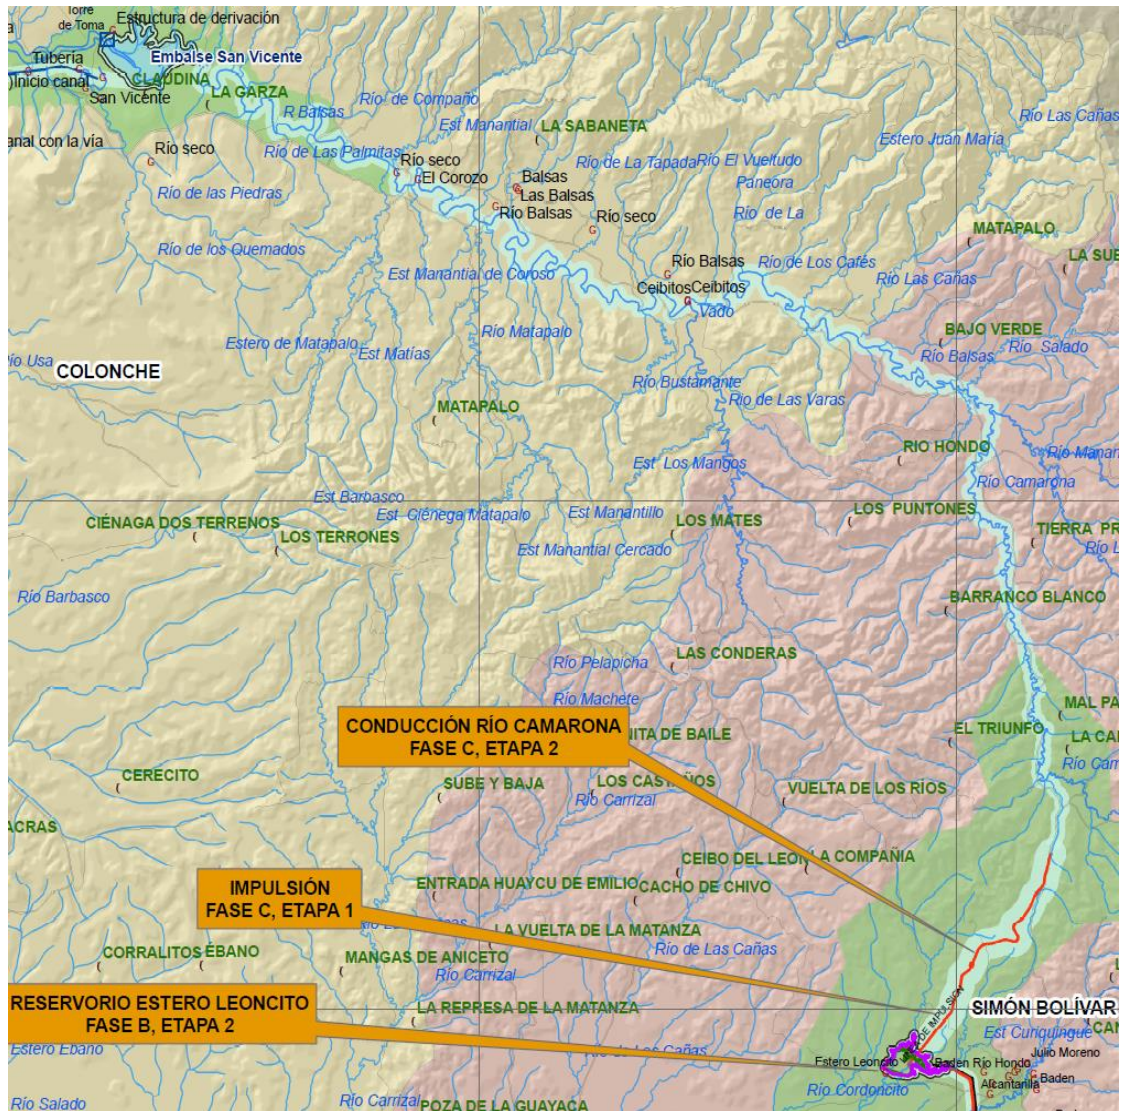 Torre
de Toma
Estructura de derivación
Embalse San Vicente
Tubería
Inicio canal
CLAUDINA
San Vicente
LA GARZA
R Balsas
Río de Compaño
Est Manantial
LA SABANETA
Estero Juan María
Río Las Cañas
anal con la vía
Río seco
Río de Las Palmitas
Río seco
El Corozo
Balsas
Las Balsas
Río Balsas
Río de La Tapada
Río El Vueltudo
Paneora
Río de las Piedras
Río seco
Río de La
MATAPALO
Río de los Quemados
Est Manantial de Coroso
Río Balsas
Río de Los Cafés
Río Las Cañas
Ceibitos
Ceibitos
Vado
Río Matapalo
BAJO VERDE
Río Salado
Río Balsas
Estero de Matapalo
Est Matías
COLONCHE
Río Bustamante
Río de Las Varas
MATAPALO
RIO HONDO
Est Los Mangos
Río Camarona
Est Barbasco
Est Ciénega Matapalo
Est Manantillo
LOS PUNTONES
CIÉNAGA DOS TERRENOS
LOS TERRONES
LOS MATES
Est Manantial Cercado
Río Barbasco
BARRANCO BLANCO
LAS CONDERAS
Río Pelapicha
Río Machete
CONDUCCIÓN RÍO CAMARONA
FASE C, ETAPA 2
NITA DE BAILE
EL TRIUNFO
CERECITO
SUBE Y BAJA
LOS CASTAÑOS
Río Carrizal
VUELTA DE LOS RÍOS
ACRAS
CEIBO DEL LEON
LA COMPAÑIA
IMPULSIÓN
FASE C, ETAPA 1
ENTRADA HUAYCU DE EMILIO
CACHO DE CHIVO
LA VUELTA DE LA MATANZA
Río de Las Cañas
CORRALITOS
ÉBANO
MANGAS DE ANICETO
Río Carrizal
RESERVORIO ESTERO LEONCITO
FASE B, ETAPA 2
LA REPRESA DE LA MATANZA
DE IMPULSIÓN
SIMÓN BOLÍVAR
Est Curiquingue
Estero Ébano
Río de Las Cañas
Estero Leoncito
Baden Río Hondo
Julio Moreno
Alcantarilla
Baden
Río Cordoncito
Río Salado
Río Carrizal
POZA DE LA GUAYACA